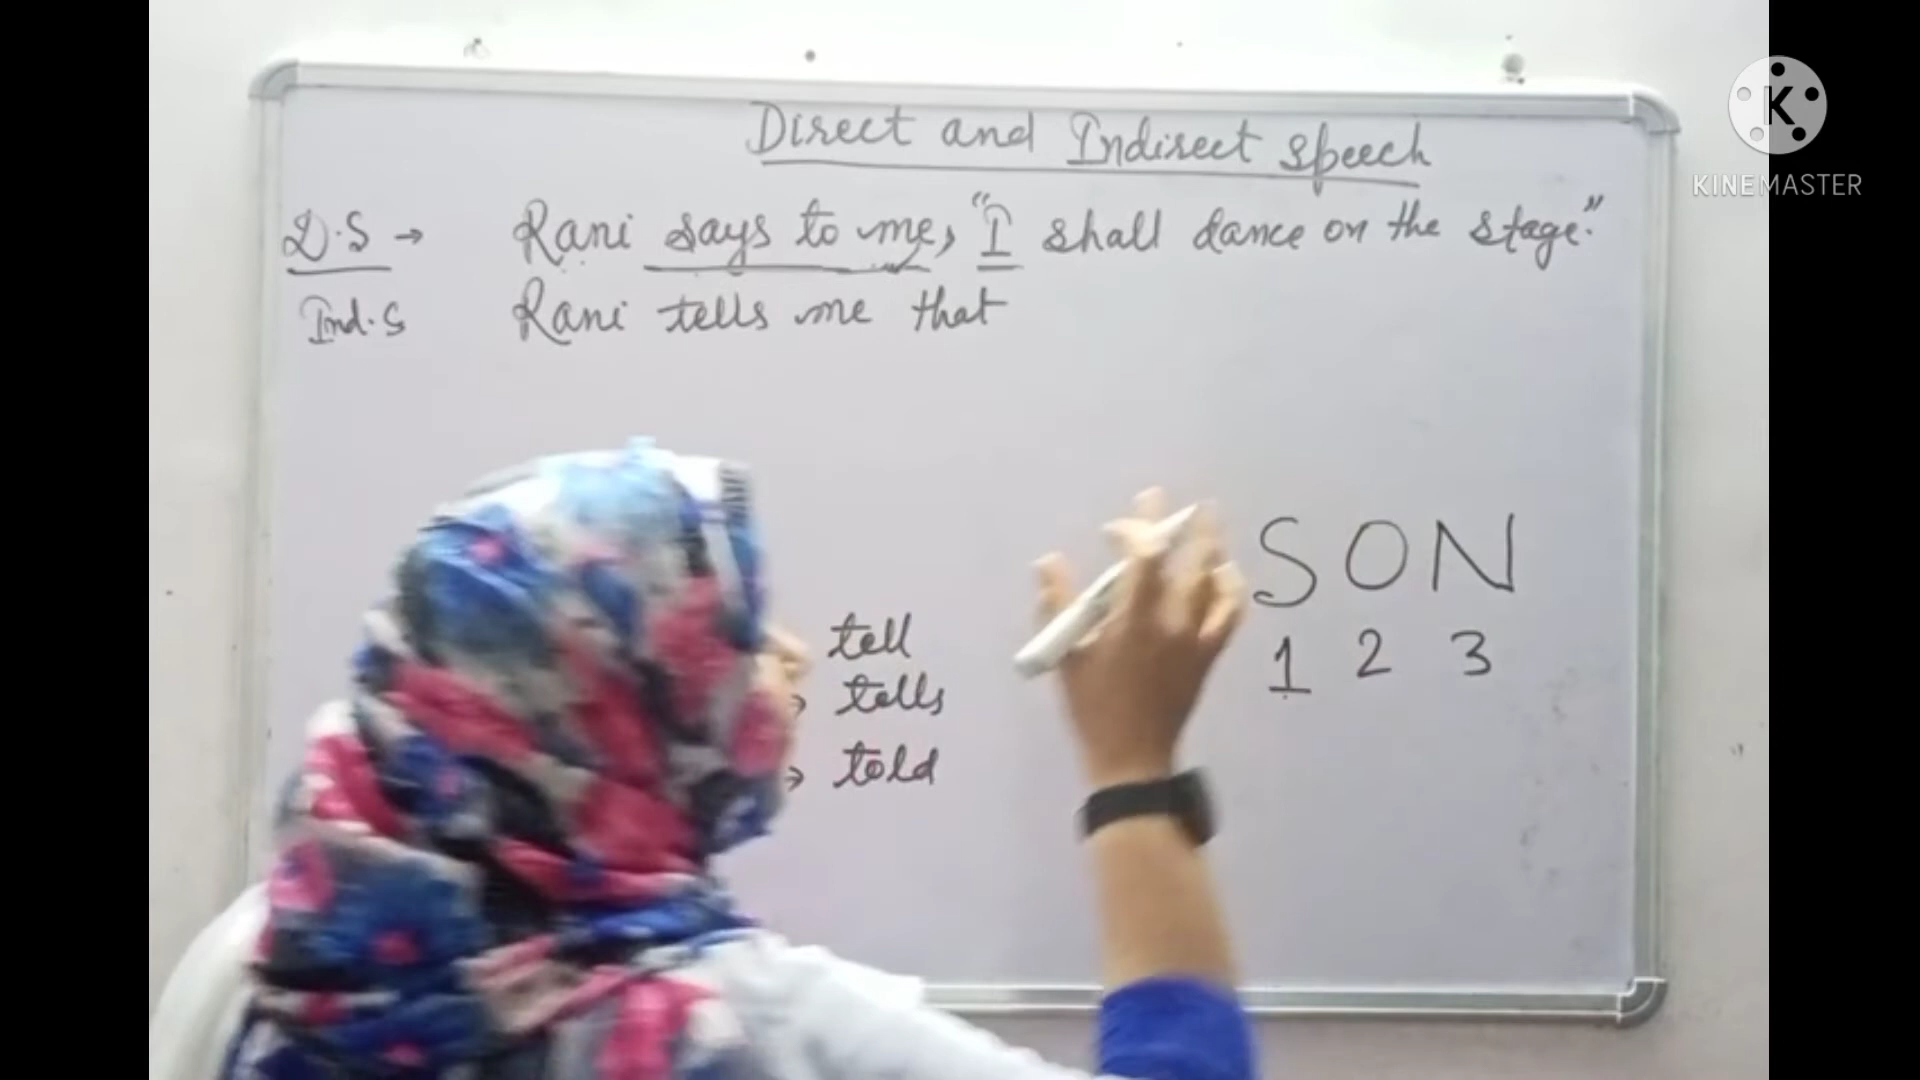 Direct and Indirect speech
D.S → Rani says to me, "I shall dance on the stage."
Ind.S Rani tells me that
SON
1 2 3
tell
→ tells
→ told
K
KINEMASTER